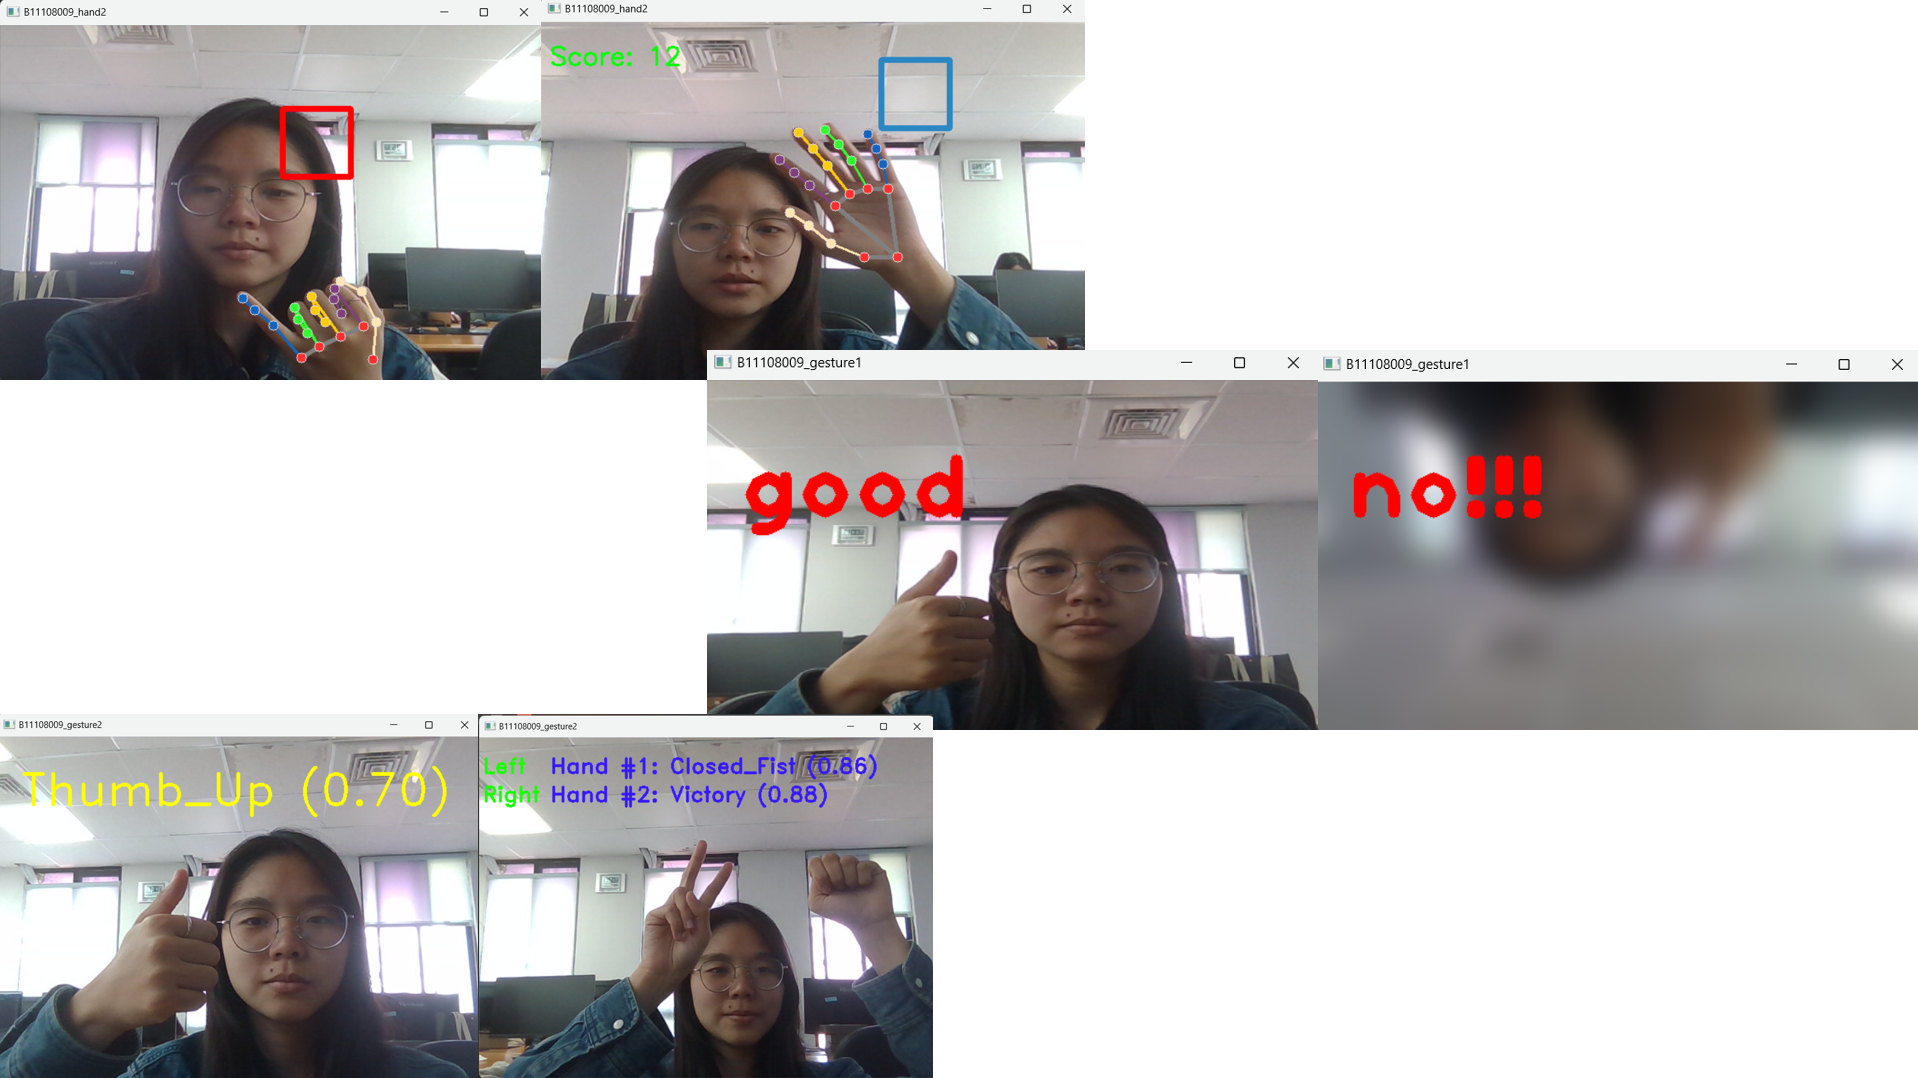 B11108009_hand2
B11108009_hand2
Score: 12
B11108009_gesture1
good
B11108009_gesture1
no!!!
B11108009_gesture2
Thumb_Up (0.70)
B11108009_gesture2
Left Hand #1: Closed_Fist (0.86)
Right Hand #2: Victory (0.88)